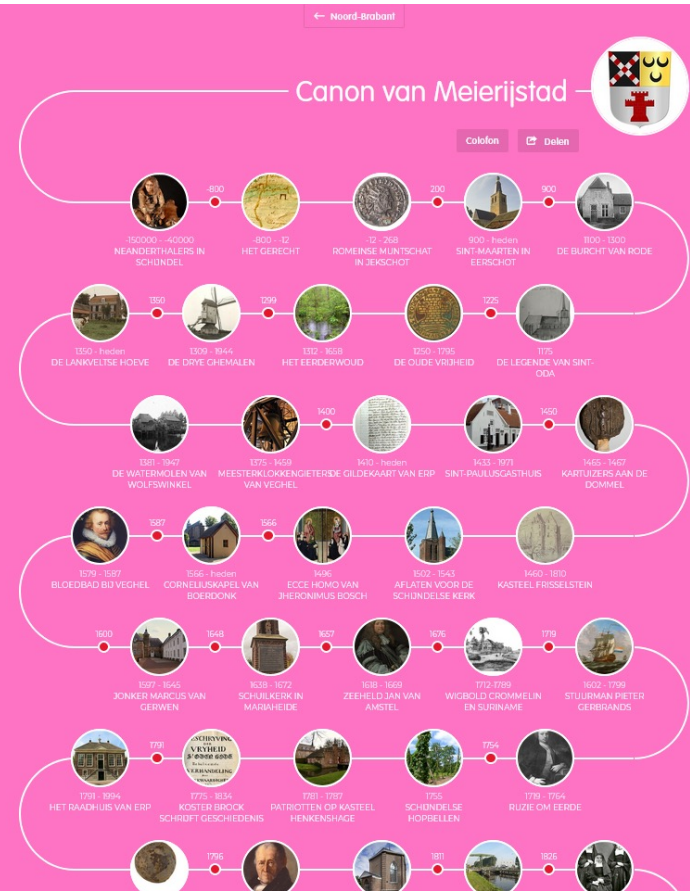 ← Noord-Brabant
Canon van Meierijstad
Colofon
Delen
-800
200
900
-150000 - -40000
NEANDERTHALERS IN
SCHIJNDEL
-800 - -12
HET GERECHT
-12 - 268
ROMEINSE MUNTSCHAT
IN JEKSCHOT
900 - heden
SINT-MAARTEN IN
EERSCHOT
1100 - 1300
DE BURCHT VAN RODE
1350
1299
1225
1350 - heden
DE LANKVELTSE HOEVE
1309 - 1944
DE DRYE GHEMALEN
1312 - 1658
HET EERDERWOUD
1250 - 1795
DE OUDE VRIJHEID
1175
DE LEGENDE VAN SINT-
ODA
1400
1450
1381 - 1947
DE WATERMOLEN VAN
WOLFSWINKEL
1375 - 1459
MEESTERKLOKKENGIETERS
VAN VEGHEL
1410 - heden
DE GILDEKAART VAN ERP
1433 - 1971
SINT-PAULUSGASTHUIS
1465 - 1467
KARTUIZERS AAN DE
DOMMEL
1587
1566
1579 - 1587
BLOEDBAD BIJ VEGHEL
1566 - heden
CORNELIUSKAPEL VAN
BOERDONK
1496
ECCE HOMO VAN
JHERONIMUS BOSCH
1502 - 1543
AFLATEN VOOR DE
SCHIJNDELSE KERK
1460 - 1810
KASTEEL FRISSELSTEIN
1600
1648
1657
1676
1719
1597 - 1645
JONKER MARCUS VAN
GERWEN
1638 - 1672
SCHUILKERK IN
MARIAHEIDE
1618 - 1669
ZEEHELD JAN VAN
AMSTEL
1712-1789
WIGBOLD CROMMELIN
EN SURINAME
1602 - 1799
STUURMAN PIETER
GERBRANDS
1791
VRYHEID
VERHANDELING
1754
1791 - 1994
HET RAADHUIS VAN ERP
1775 - 1834
KOSTER BROCK
SCHRIJFT GESCHIEDENIS
1781 - 1787
PATRIOTTEN OP KASTEEL
HENKENSHAGE
1755
SCHIJNDELSE
HOPBELLEN
1719 - 1764
RUZIE OM EERDE
1796
1811
1826